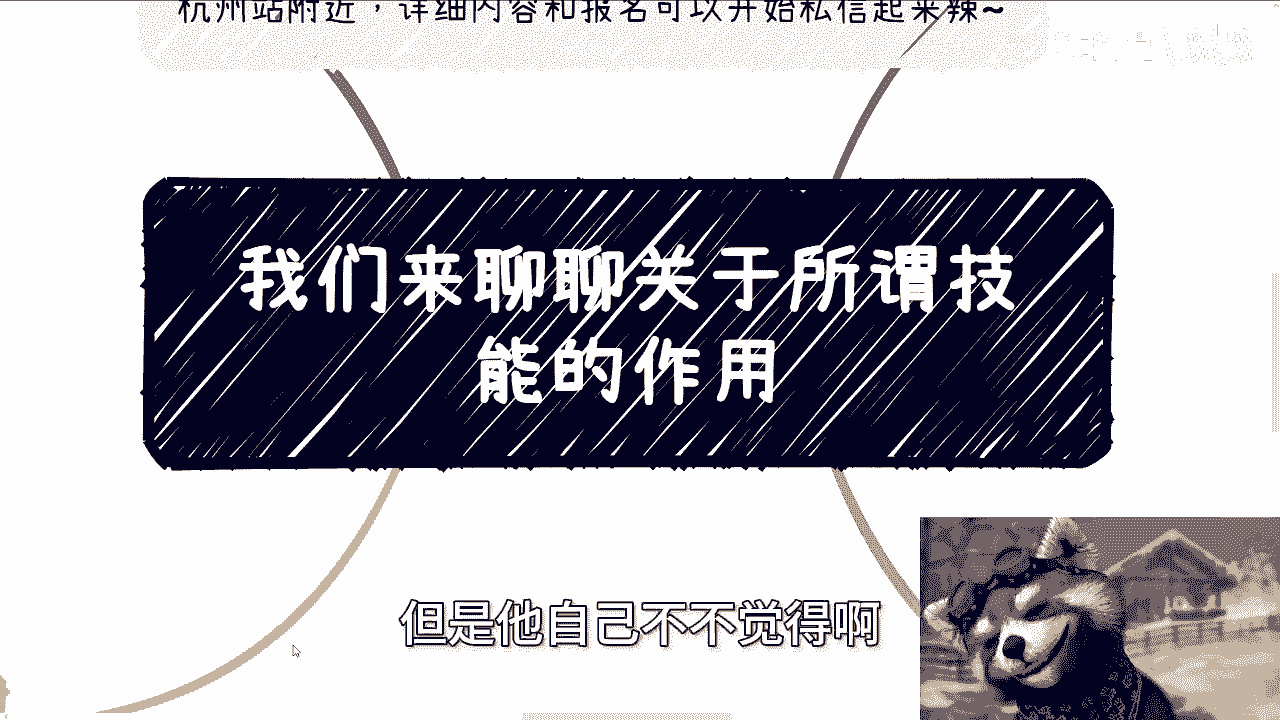 杭州站附近，详细内容和报名可以开始私信起来辣~
我们来聊聊关于所谓技
能的作用
但是他自己不不觉得啊